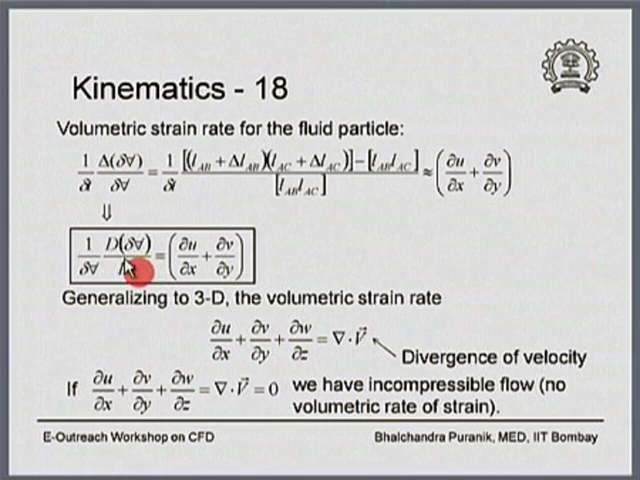 Kinematics - 18
Volumetric strain rate for the fluid particle:
1/δt Δ(δV)/δV = 1/δt [(l_AB + Δl_AB)(l_AC + Δl_AC)] − [l_AB l_AC] / [l_AB l_AC] ≈ (∂u/∂x + ∂v/∂y)
⇓
1/δV D(δV)/ = (∂u/∂x + ∂v/∂y)
Generalizing to 3-D, the volumetric strain rate
∂u/∂x + ∂v/∂y + ∂w/∂z = ∇·V⃗
Divergence of velocity
If ∂u/∂x + ∂v/∂y + ∂w/∂z = ∇·V⃗ = 0 we have incompressible flow (no
volumetric rate of strain).
E-Outreach Workshop on CFD
Bhalchandra Puranik, MED, IIT Bombay